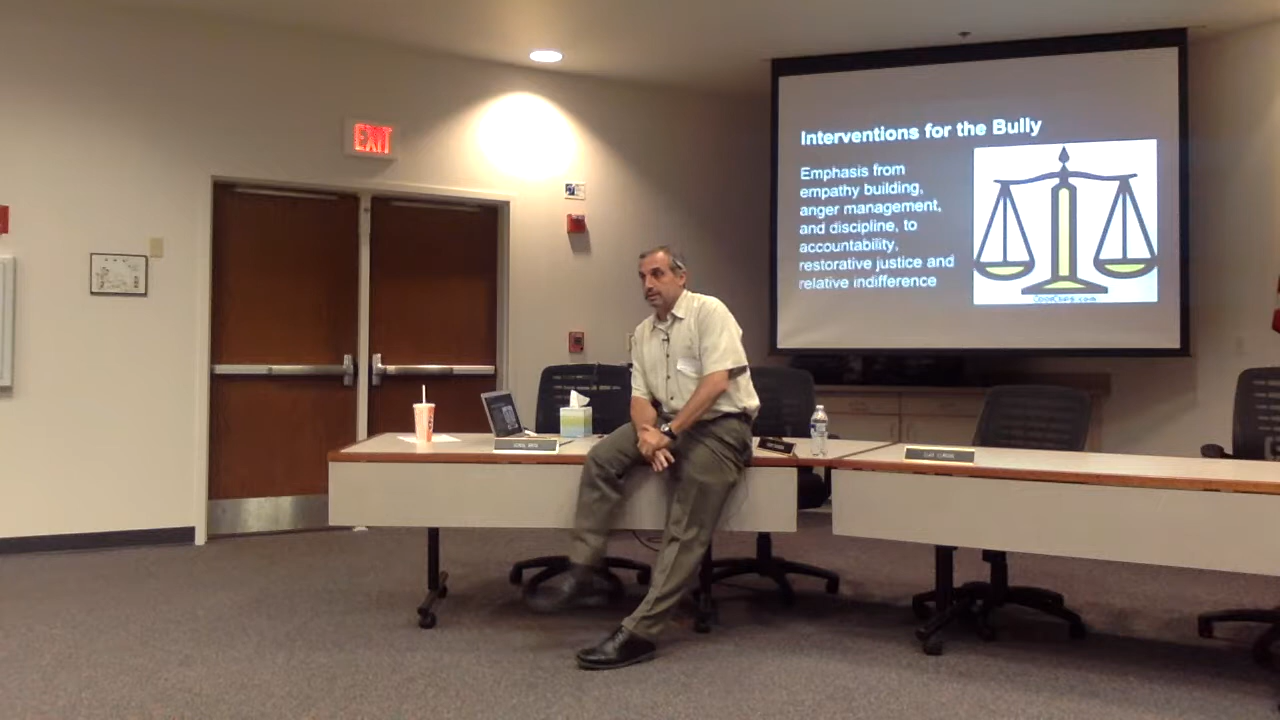 EXIT
Interventions for the Bully
Emphasis from
empathy building,
anger management,
and discipline, to
accountability,
restorative justice and
relative indifference